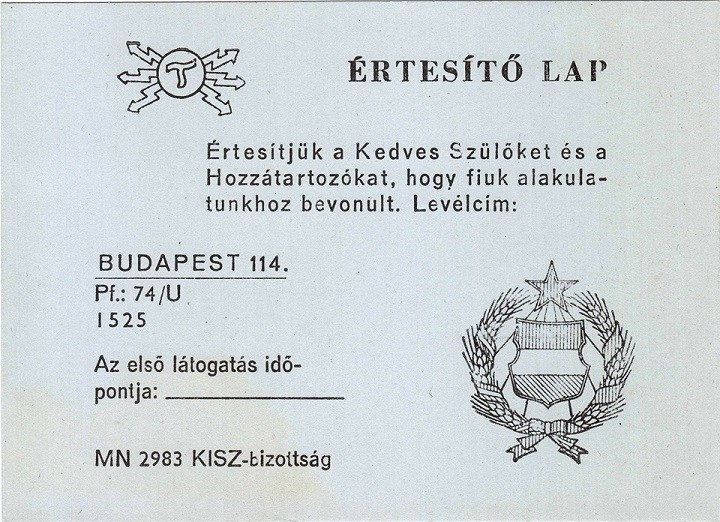 T
ÉRTESÍTŐ LAP
Értesítjük a Kedves Szülőket és a
Hozzátartozókat, hogy fiuk alakula-
tunkhoz bevonult. Levélcím:
BUDAPEST 114.
Pf.: 74/U
1525
Az első látogatás idő-
pontja:
MN 2983 KISZ-bizottság